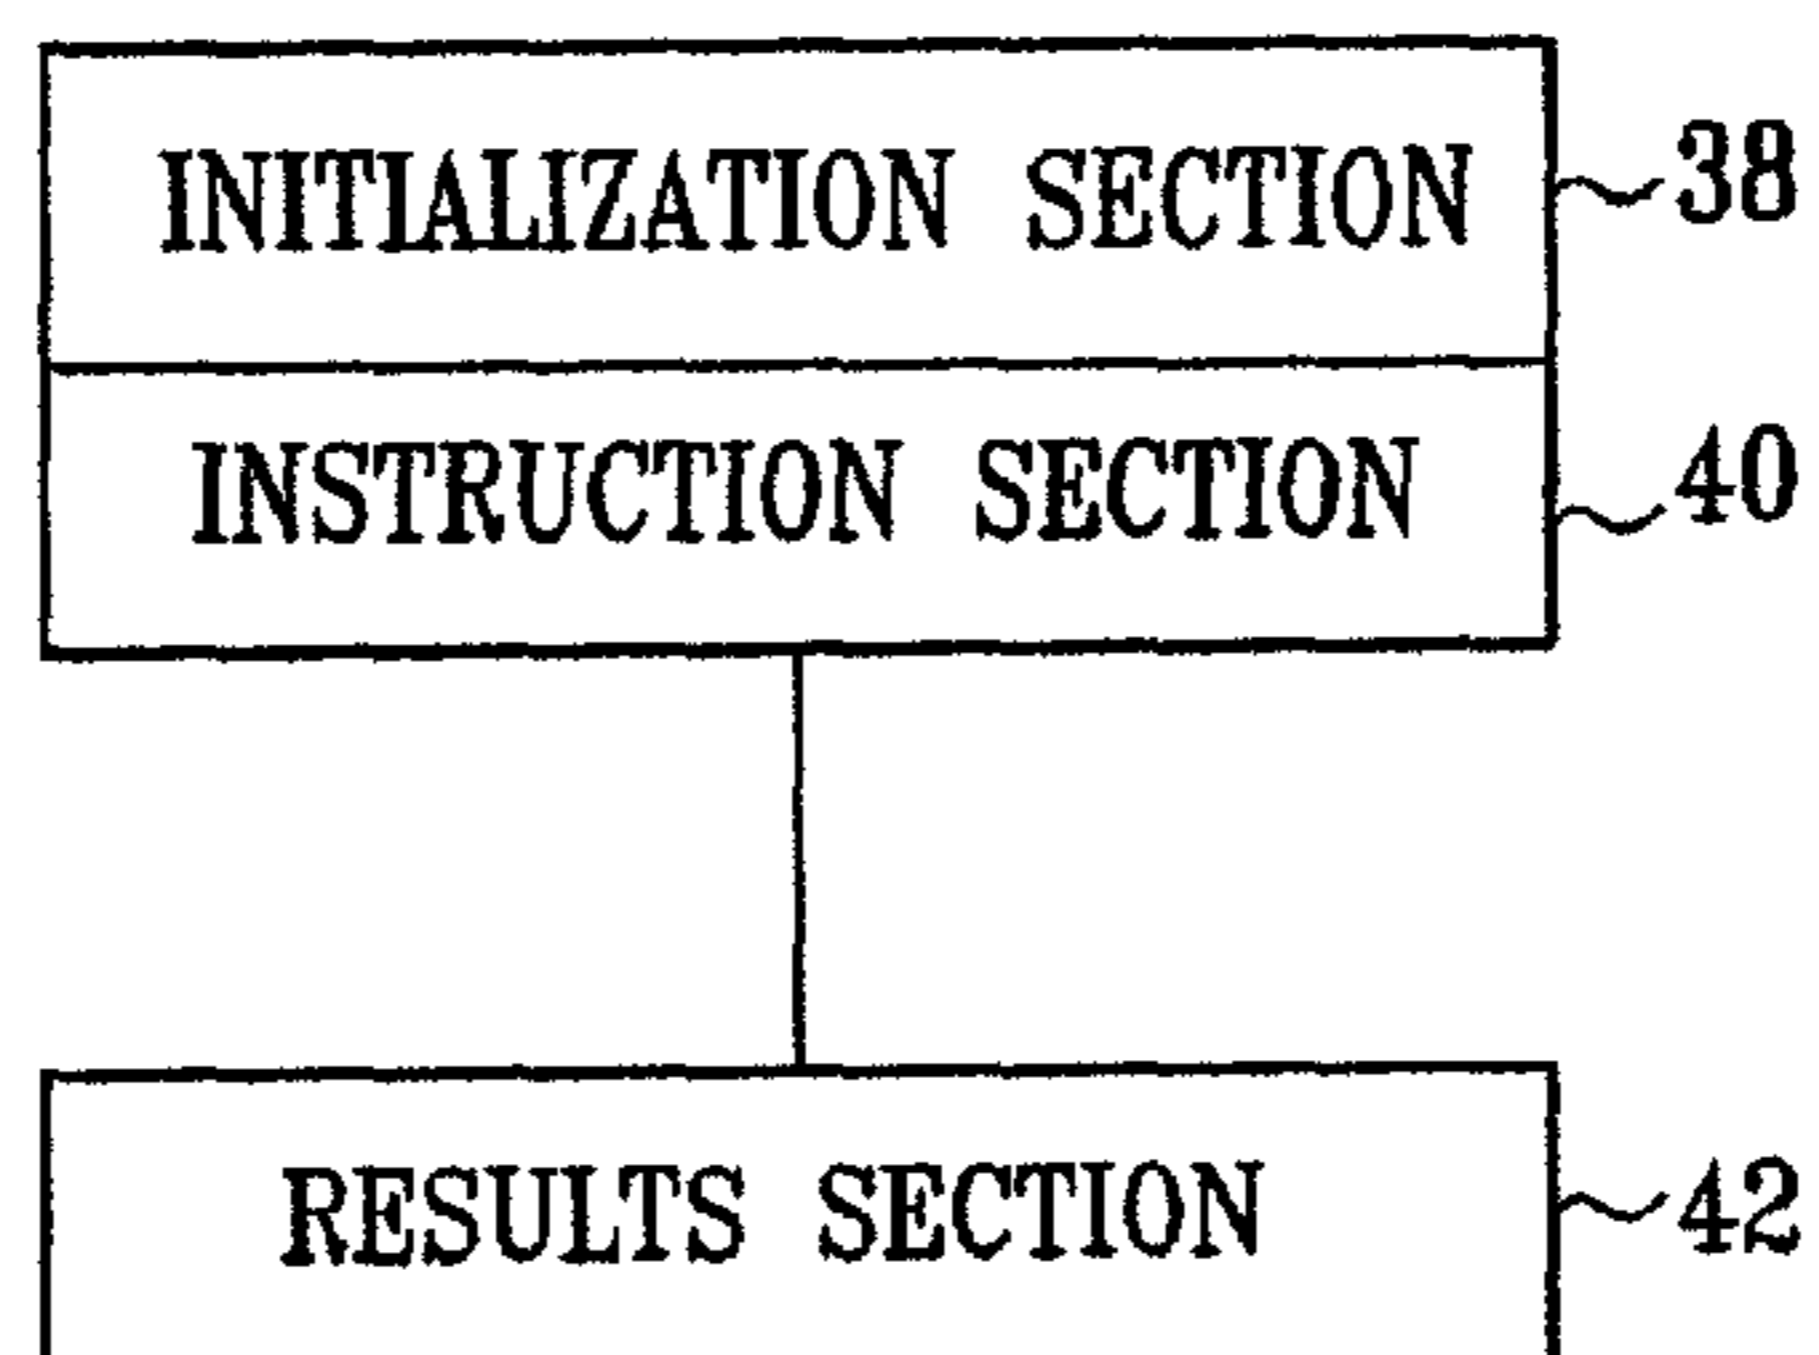 INITIALIZATION SECTION
38
INSTRUCTION SECTION
40
RESULTS SECTION
42